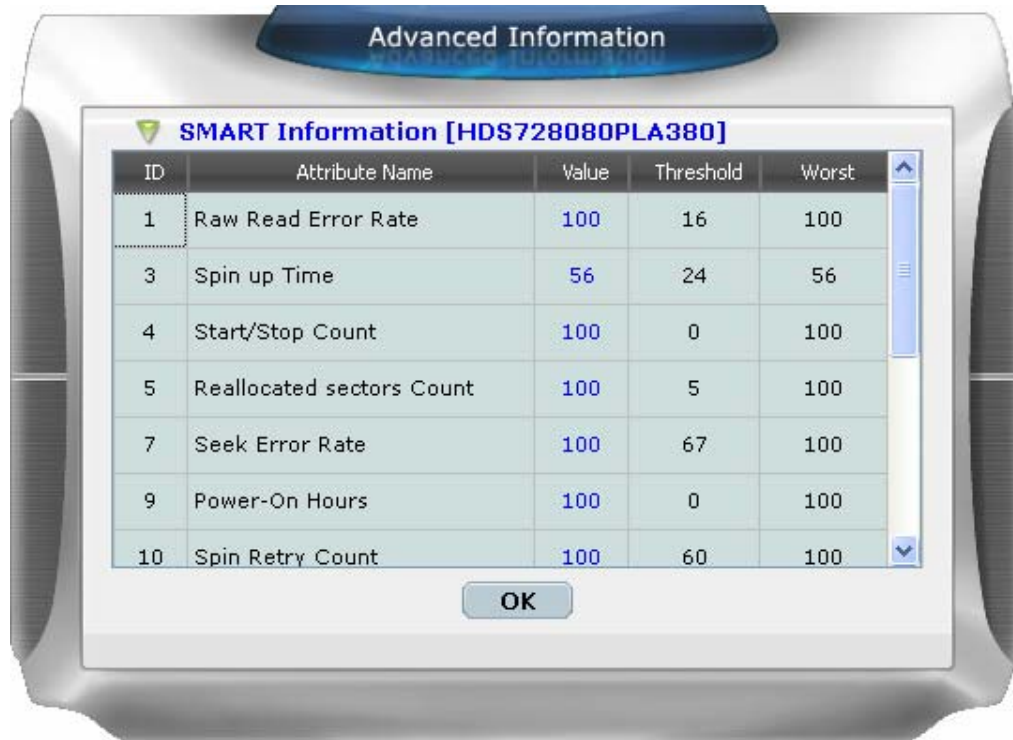 Advanced Information
SMART Information [HDS728080PLA380]
ID Attribute Name Value Threshold Worst
1 Raw Read Error Rate 100 16 100
3 Spin up Time 56 24 56
4 Start/Stop Count 100 0 100
5 Reallocated sectors Count 100 5 100
7 Seek Error Rate 100 67 100
9 Power-On Hours 100 0 100
10 Spin Retry Count 100 60 100
OK